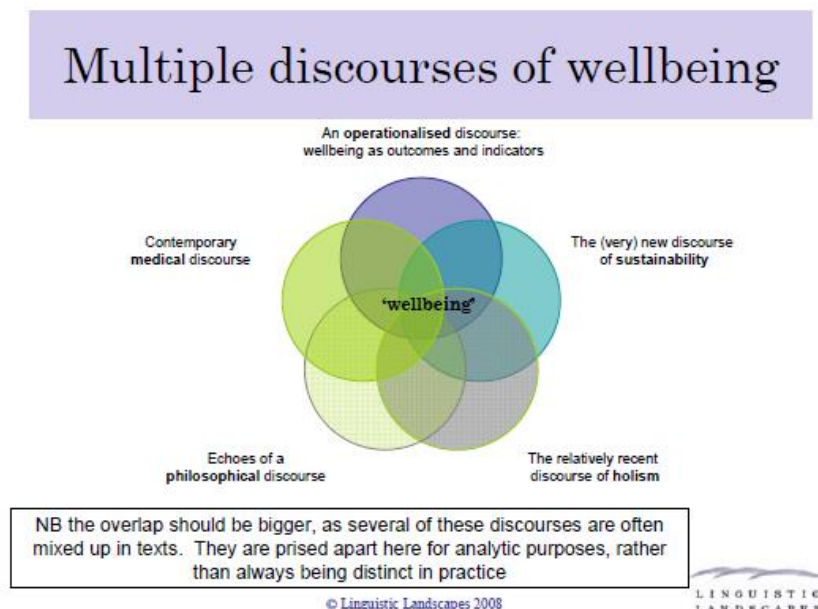 Multiple discourses of wellbeing
An operationalised discourse:
wellbeing as outcomes and indicators
Contemporary
medical discourse
The (very) new discourse
of sustainability
'wellbeing'
Echoes of a
philosophical discourse
The relatively recent
discourse of holism
NB the overlap should be bigger, as several of these discourses are often
mixed up in texts. They are prised apart here for analytic purposes, rather
than always being distinct in practice
© Linguistic Landscapes 2008
LINGUISTIC
LANDSCAPES